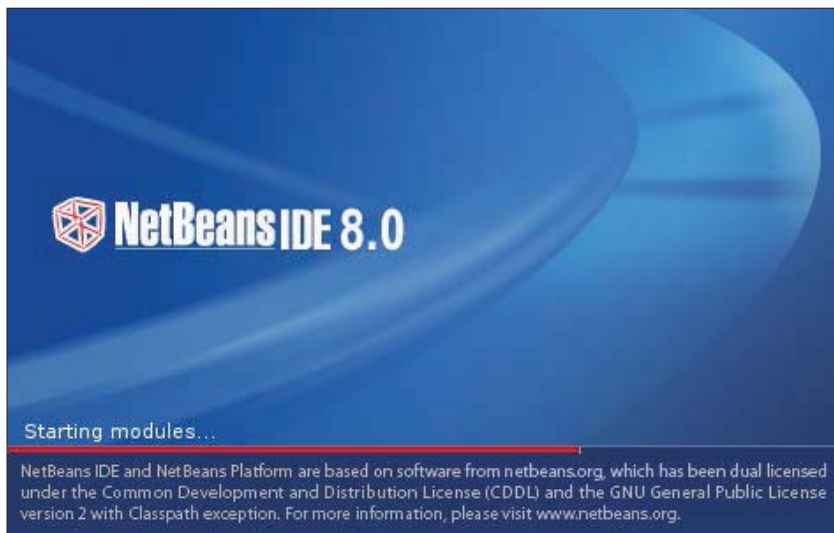 NetBeans IDE 8.0
Starting modules...
NetBeans IDE and NetBeans Platform are based on software from netbeans.org, which has been dual licensed
under the Common Development and Distribution License (CDDL) and the GNU General Public License
version 2 with Classpath exception. For more information, please visit www.netbeans.org.